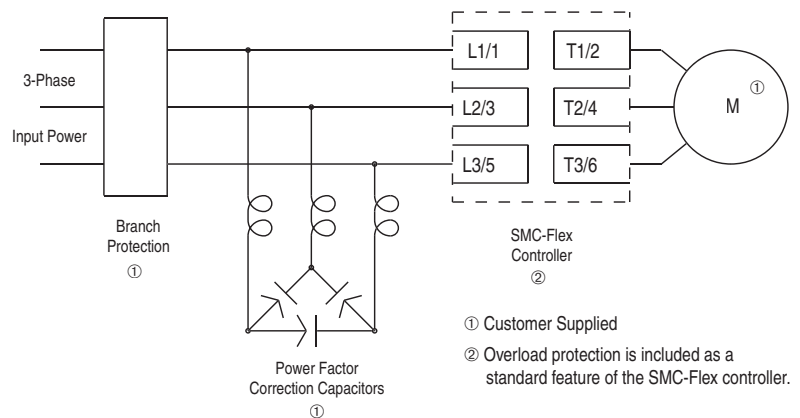 3-Phase
Input Power
Branch
Protection
①
L1/1
T1/2
L2/3
T2/4
L3/5
T3/6
M
①
SMC-Flex
Controller
②
Power Factor
Correction Capacitors
①
① Customer Supplied
② Overload protection is included as a
standard feature of the SMC-Flex controller.